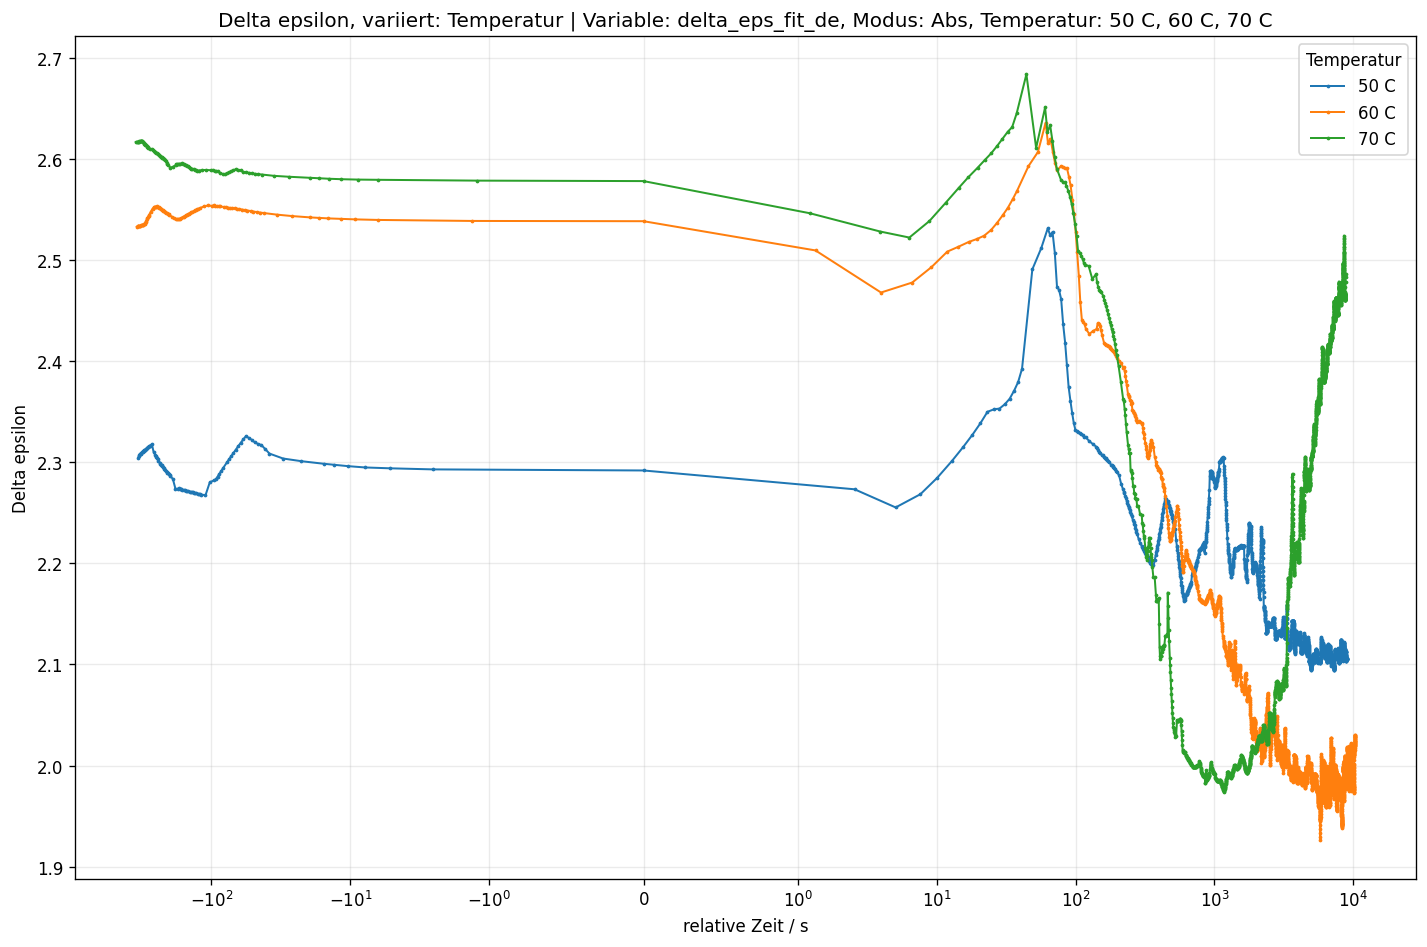 Delta epsilon, variiert: Temperatur | Variable: delta_eps_fit_de, Modus: Abs, Temperatur: 50 C, 60 C, 70 C
Temperatur
50 C
60 C
70 C
Delta epsilon
2.7
2.6
2.5
2.4
2.3
2.2
2.1
2.0
1.9
−10² −10¹ −10⁰ 0 10⁰ 10¹ 10² 10³ 10⁴
relative Zeit / s